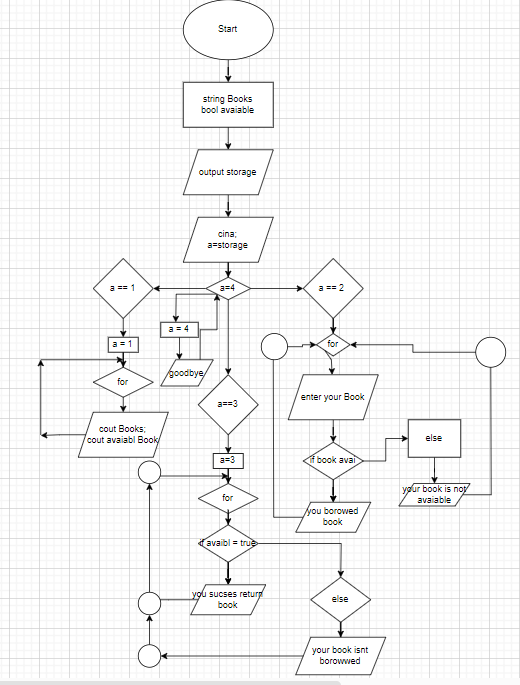 Start
string Books
bool avaiable
output storage
cina;
a=storage
a == 1
a=4
a == 2
a = 4
a = 1
for
goodbye
for
enter your Book
a==3
cout Books;
cout avaiabl Book
else
if book avai
a=3
your book is not
avaiable
for
you borowed
book
if avaibl = true
you sucses return
book
else
your book isnt
borowwed